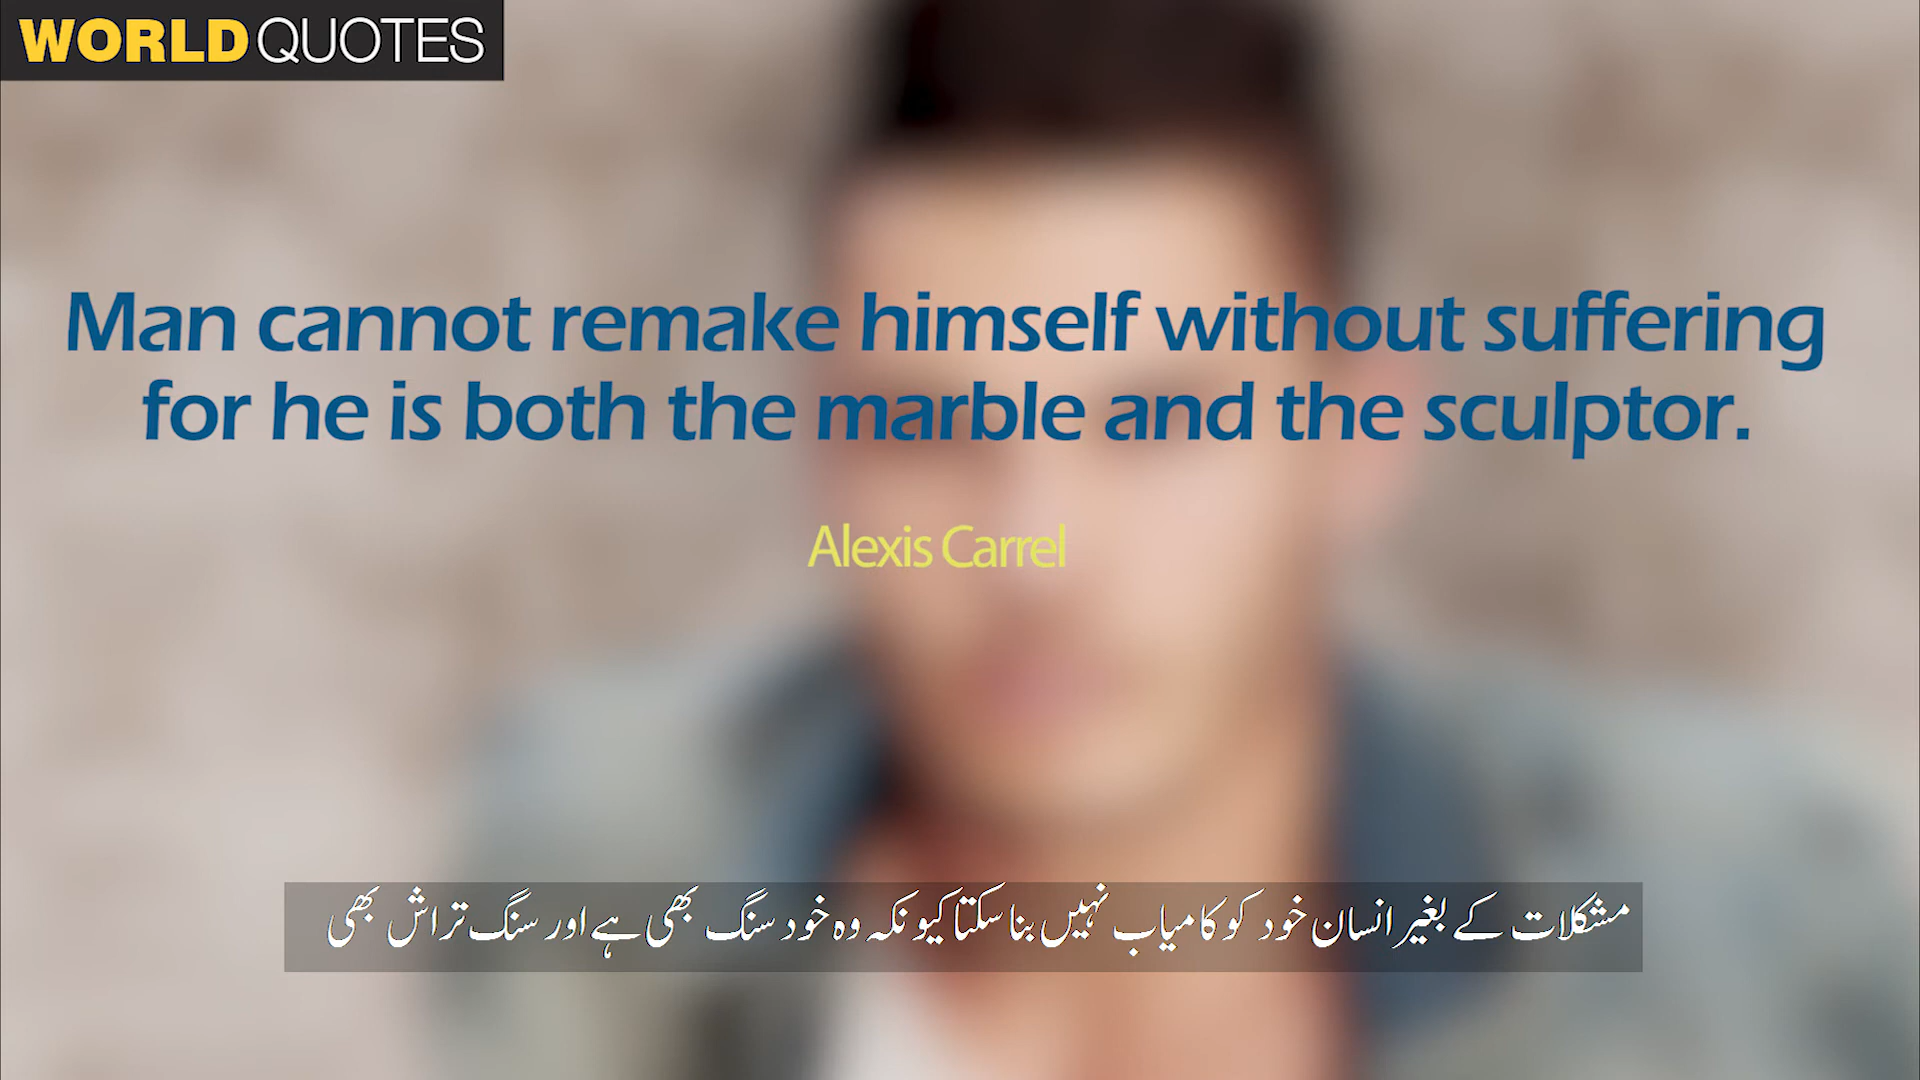 WORLD QUOTES
Man cannot remake himself without suffering
for he is both the marble and the sculptor.
Alexis Carrel
مشکلات کے بغیر انسان خود کو کامیاب نہیں بنا سکتا کیونکہ وہ خود سنگ بھی ہے اور سنگ تراش بھی